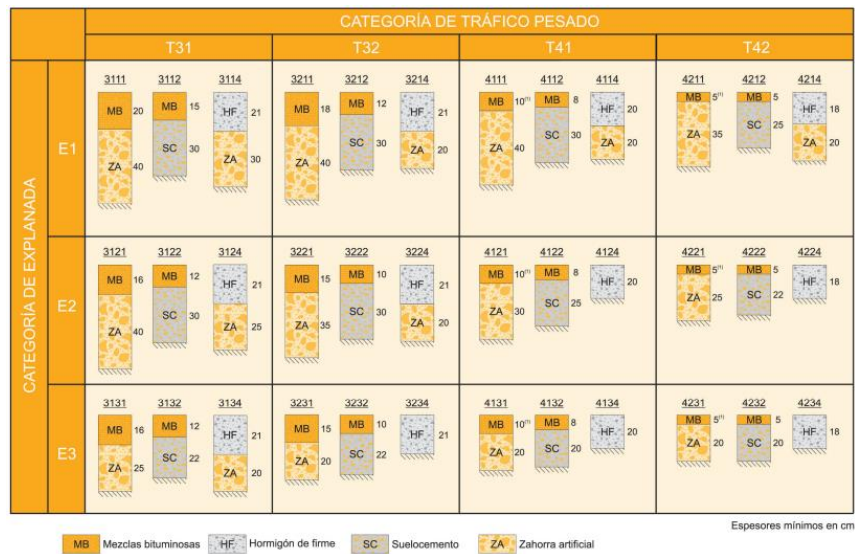 CATEGORÍA DE TRÁFICO PESADO
T31 T32 T41 T42
CATEGORÍA DE EXPLANADA
E1
3111 3112 3114 3211 3212 3214 4111 4112 4114 4211 4212 4214
MB 20 MB 15 HF 21 MB 18 MB 12 HF 21 MB 10(1) MB 8 HF 20 MB 5(1) MB 5 HF 18
ZA 40 SC 30 ZA 30 ZA 40 SC 30 ZA 20 ZA 40 SC 30 ZA 20 ZA 35 SC 25 ZA 20
E2
3121 3122 3124 3221 3222 3224 4121 4122 4124 4221 4222 4224
MB 16 MB 12 HF 21 MB 15 MB 10 HF 21 MB 10(1) MB 8 HF 20 MB 5(1) MB 5 HF 18
ZA 40 SC 30 ZA 25 ZA 35 SC 30 ZA 20 ZA 30 SC 25 ZA 25 SC 22
E3
3131 3132 3134 3231 3232 3234 4131 4132 4134 4231 4232 4234
MB 16 MB 12 HF 21 MB 15 MB 10 HF 21 MB 10(1) MB 8 HF 20 MB 5(1) MB 5 HF 18
ZA 25 SC 22 ZA 20 ZA 20 SC 22 ZA 20 SC 20 ZA 20 SC 20
Espesores mínimos en cm
MB Mezclas bituminosas HF Hormigón de firme SC Suelocemento ZA Zahorra artificial